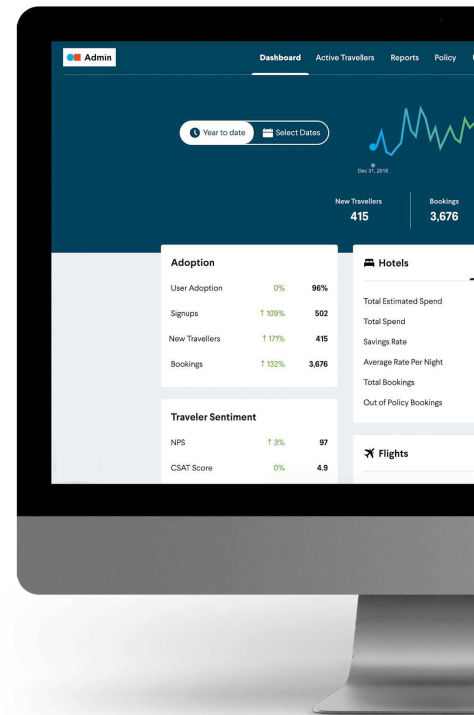 Admin
Dashboard Active Travellers Reports Policy
Year to date Select Dates
Dec 31, 2018
New Travellers Bookings
415 3,676
Adoption
User Adoption 0% 96%
Signups ↑ 109% 502
New Travellers ↑ 171% 415
Bookings ↑ 132% 3,676
Traveler Sentiment
NPS ↑ 3% 97
CSAT Score 0% 4.9
Hotels
Total Estimated Spend
Total Spend
Savings Rate
Average Rate Per Night
Total Bookings
Out of Policy Bookings
Flights